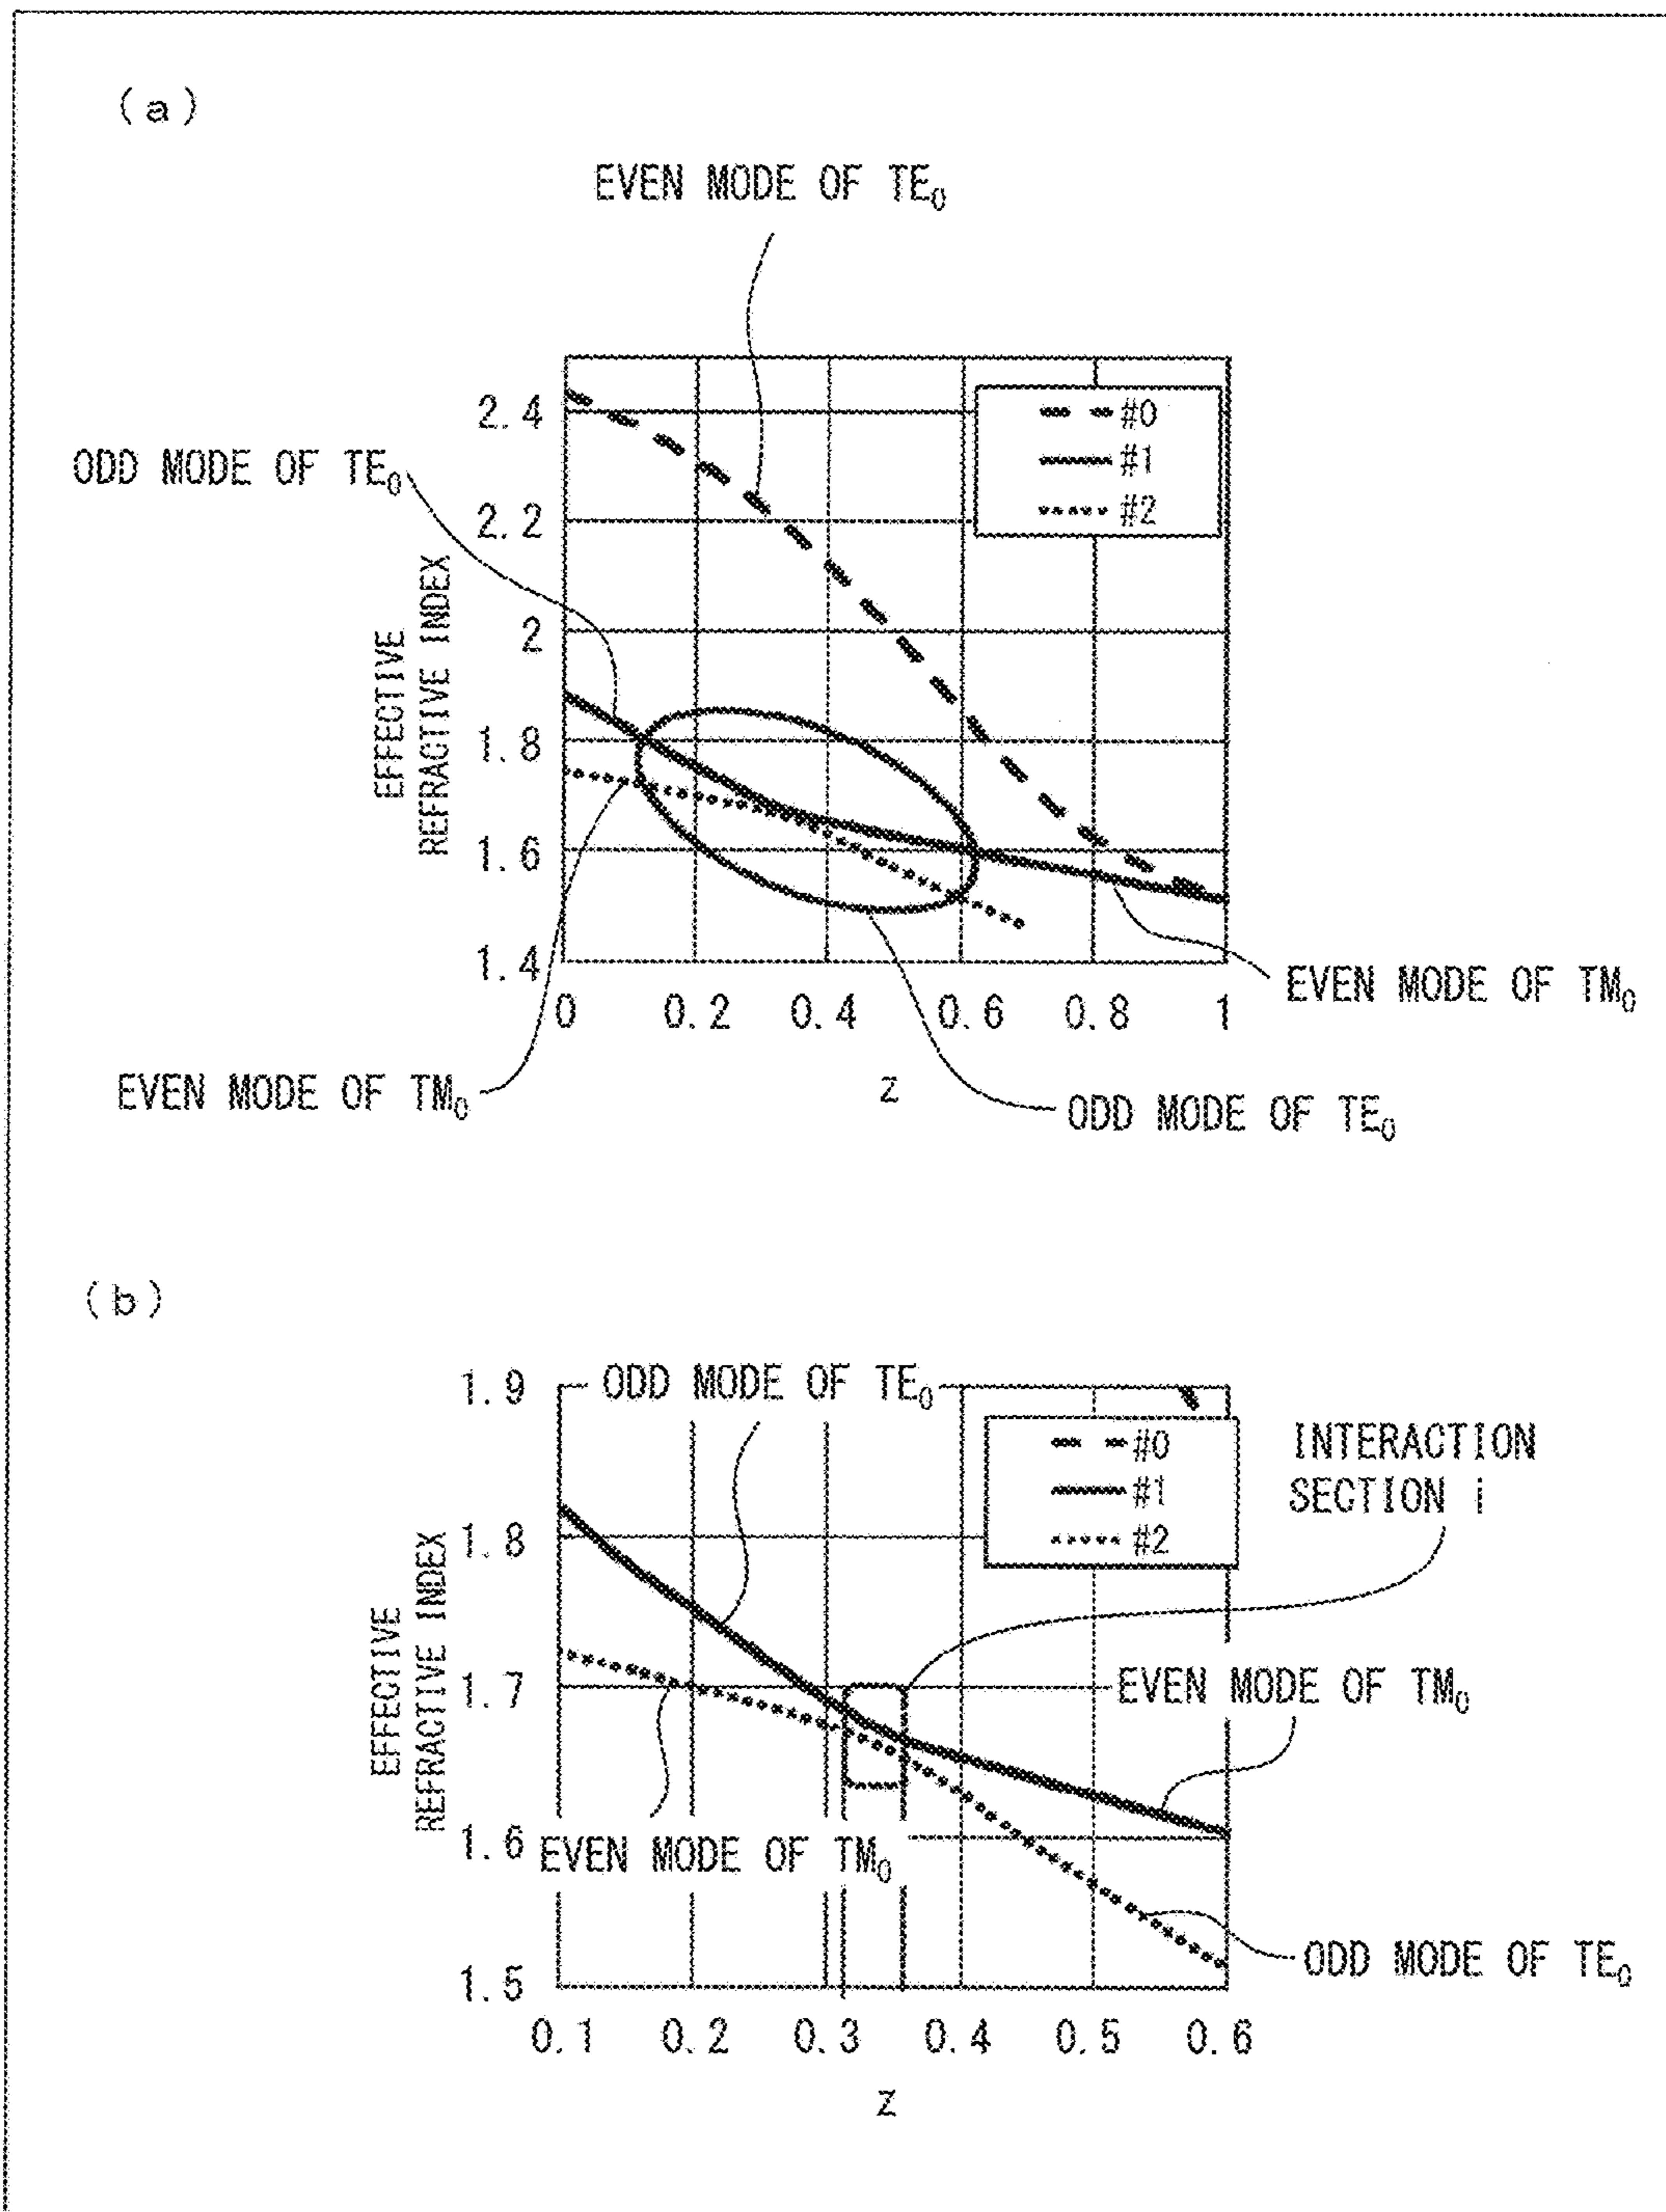 (a)
EVEN MODE OF TE0
ODD MODE OF TE0
EFFECTIVE
REFRACTIVE INDEX
2.4
2.2
2
1.8
1.6
1.4
#0
#1
#2
0 0.2 0.4 0.6 0.8 1
z
EVEN MODE OF TM0
EVEN MODE OF TM0
ODD MODE OF TE0
(b)
ODD MODE OF TE0
EFFECTIVE
REFRACTIVE INDEX
1.9
1.8
1.7
1.6
1.5
#0
#1
#2
INTERACTION
SECTION i
EVEN MODE OF TM0
EVEN MODE OF TM0
ODD MODE OF TE0
0.1 0.2 0.3 0.4 0.5 0.6
z